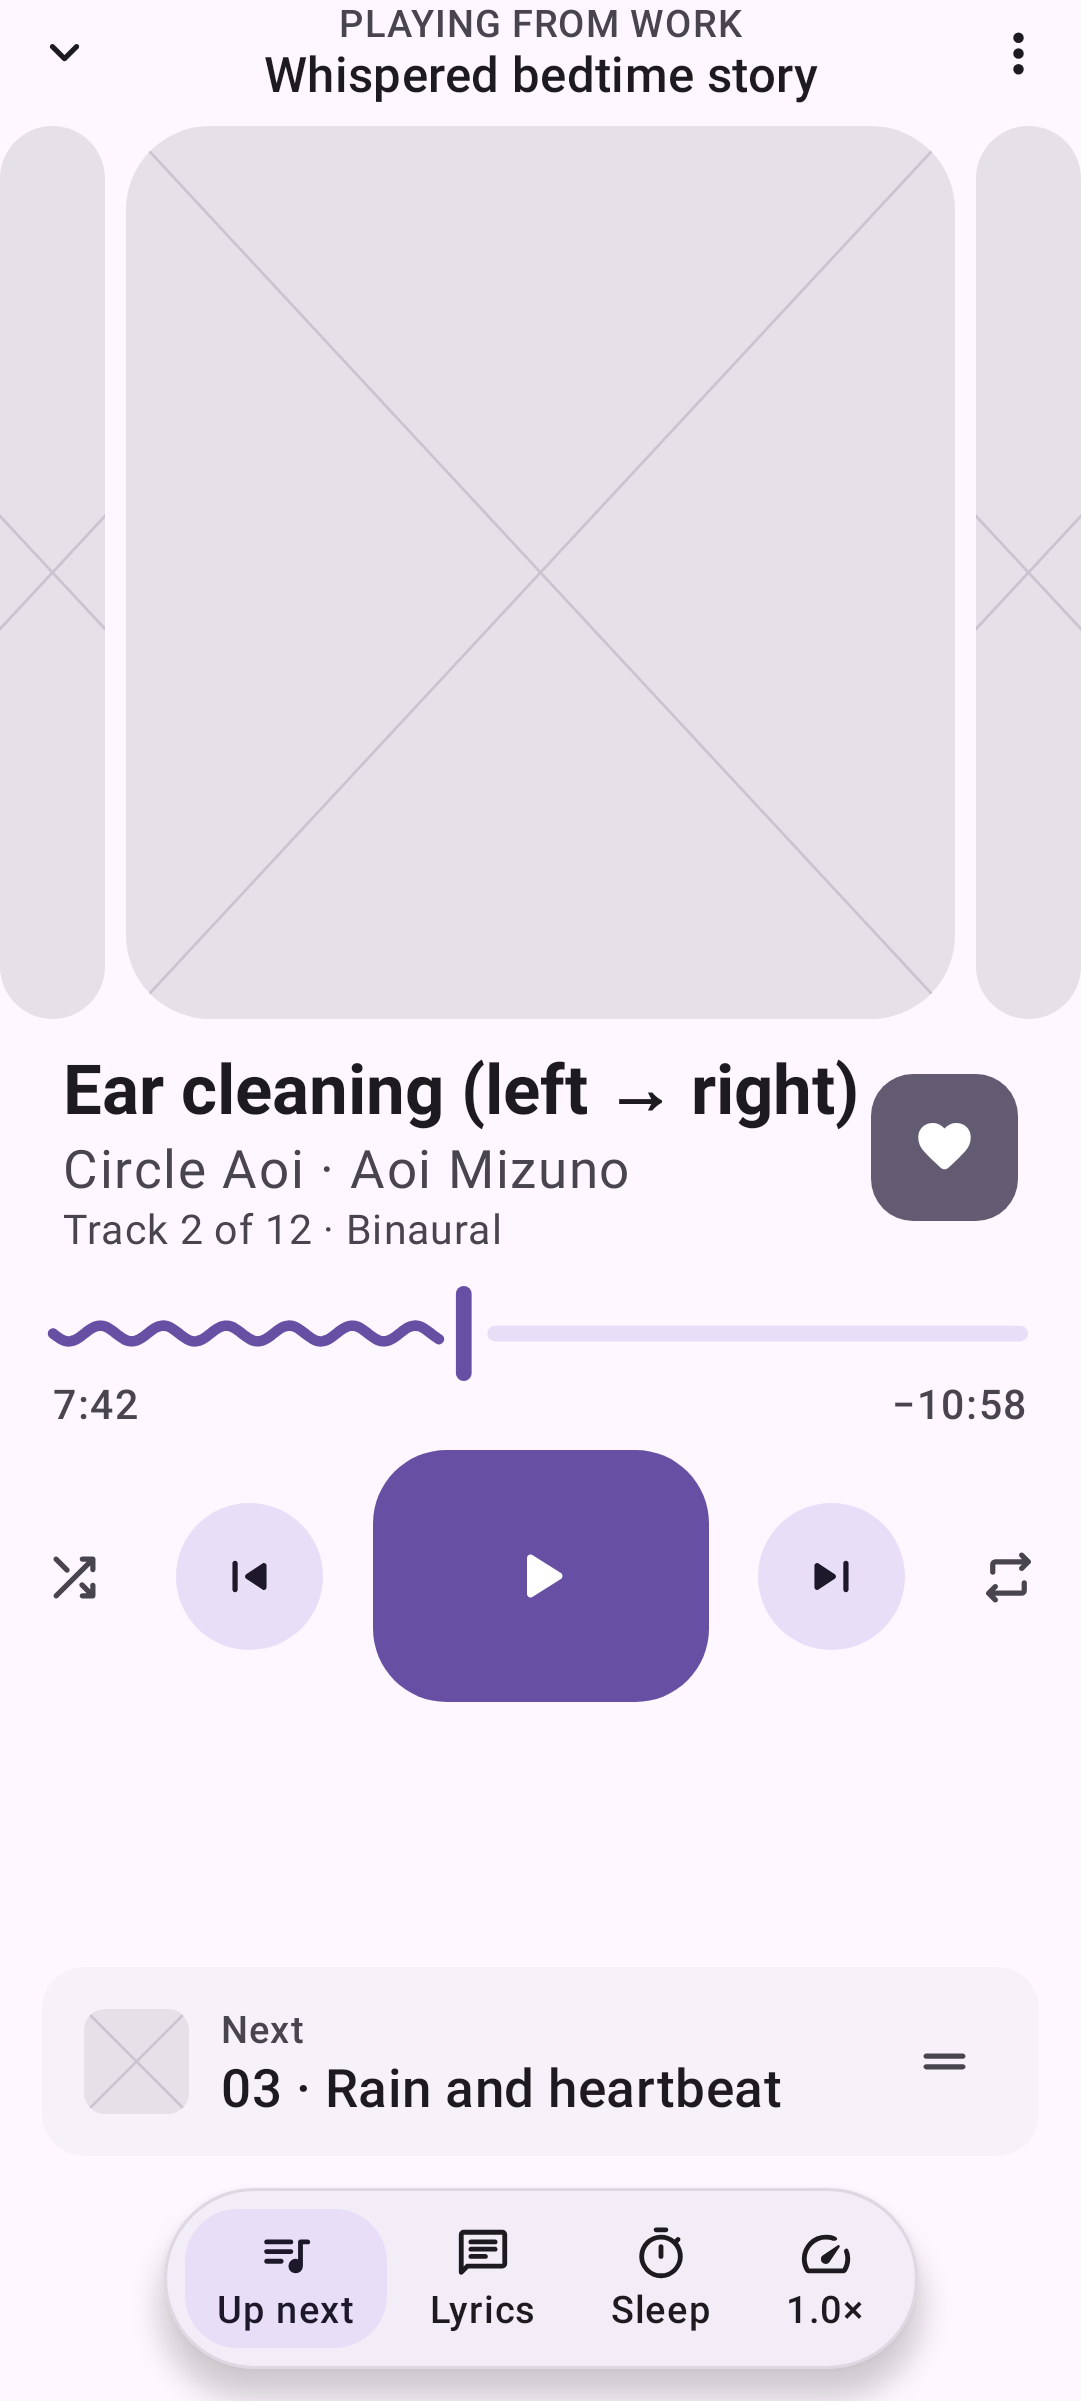 PLAYING FROM WORK
Whispered bedtime story
Ear cleaning (left → right)
Circle Aoi · Aoi Mizuno
Track 2 of 12 · Binaural
7:42
−10:58
Next
03 · Rain and heartbeat
Up next
Lyrics
Sleep
1.0×